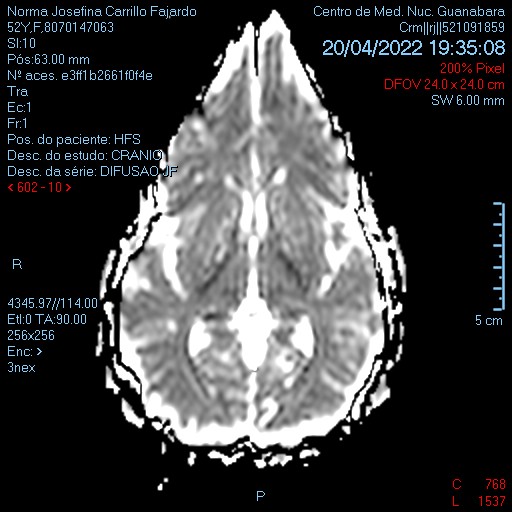 Norma Josefina Carrillo Fajardo
52Y,F,8070147063
Sl:10
Pós:63.00 mm
Nº aces. e3ff1b2661f0f4e
Tra
Ec:1
Fr:1
Pos. do paciente: HFS
Desc. do estudo: CRANIO
Desc. da série: DIFUSAO JF
< 602 - 10 >
Centro de Med. Nuc. Guanabara
Crm||rj||521091859
20/04/2022 19:35:08
200% Pixel
DFOV 24.0 x 24.0 cm
SW 6.00 mm
R
5 cm
4345.97//114.00
Etl:0 TA:90.00
256x256
Enc: >
3nex
P
C 768
L 1537